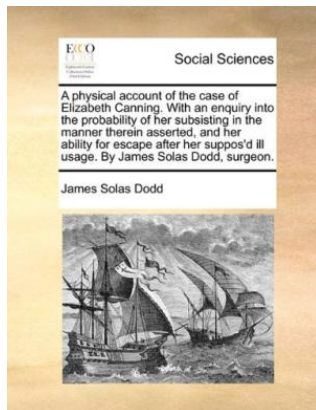 ECCO
Social Sciences
A physical account of the case of
Elizabeth Canning. With an enquiry into
the probability of her subsisting in the
manner therein asserted, and her
ability for escape after her suppos'd ill
usage. By James Solas Dodd, surgeon.
James Solas Dodd